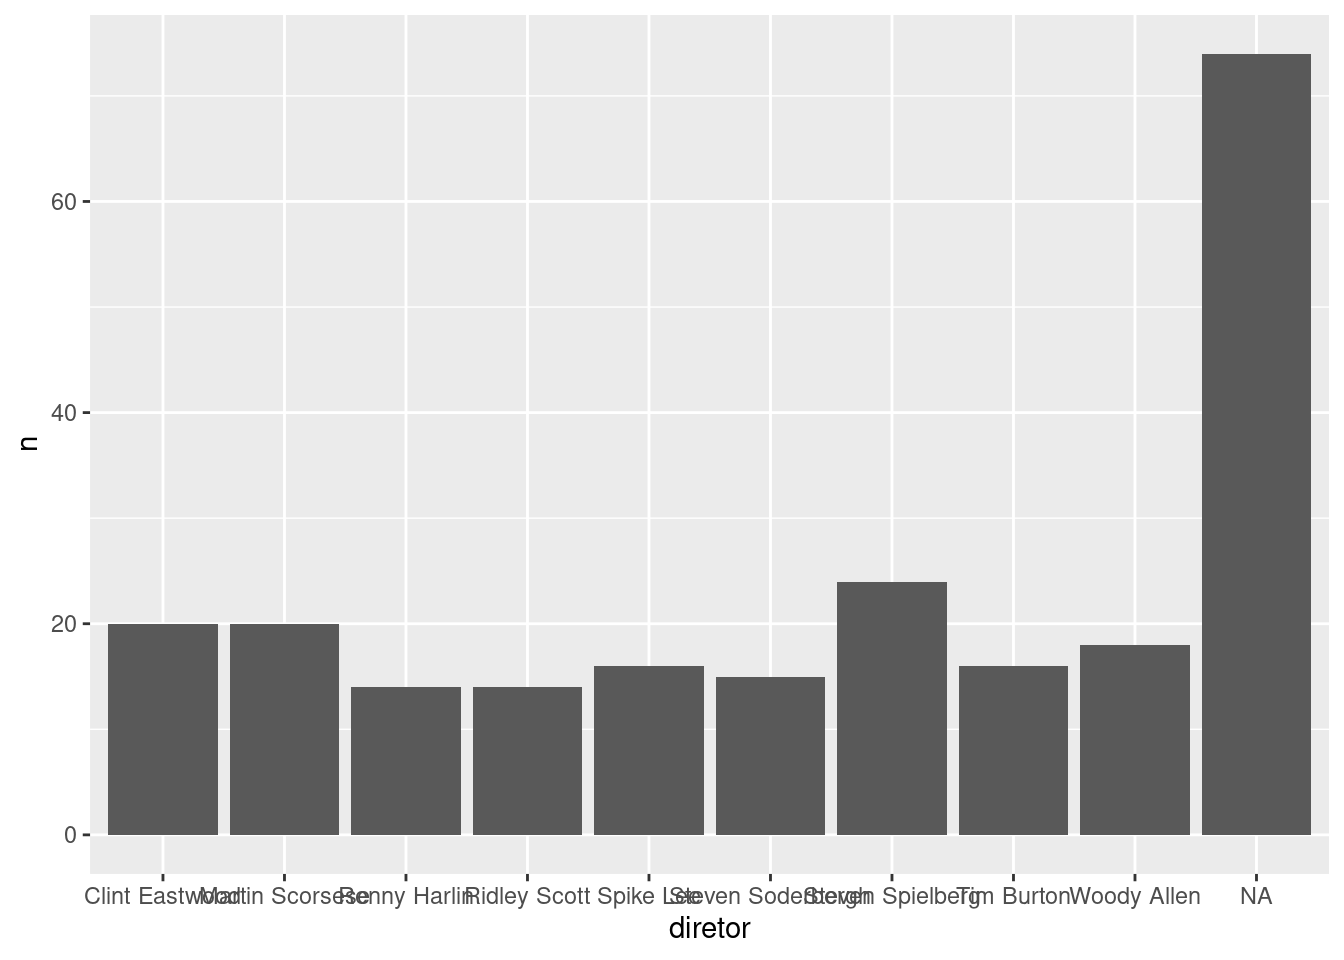 60
40
20
0
n
Clint Eastwood Martin Scorsese Renny Harlin Ridley Scott Spike Lee Steven Soderbergh Steven Spielberg Tim Burton Woody Allen NA
diretor